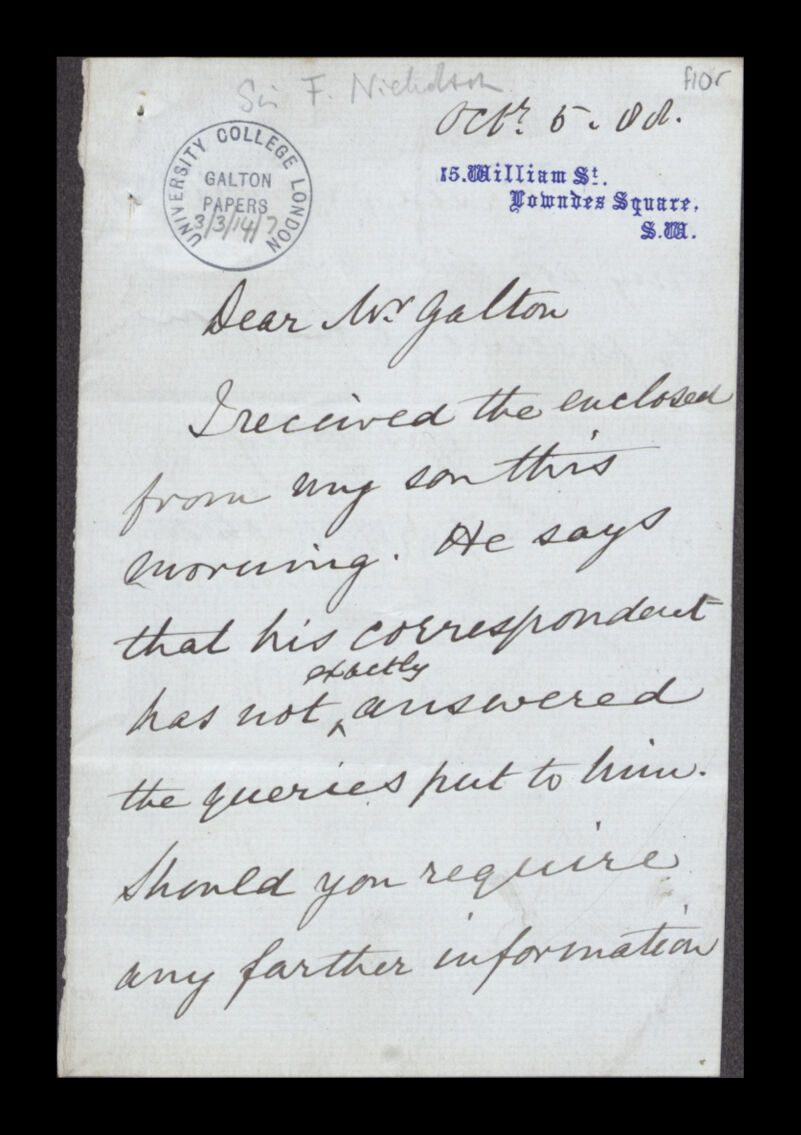 Sir F. Nicholson
f10r
Octr. 5. 88.
UNIVERSITY COLLEGE LONDON
GALTON
PAPERS
3/3/14/7
15. William St.,
Lowndes Square,
S.W.
Dear Mr. Galton
I received the enclosed
from my son this
morning. He says
that his correspondent
exactly
has not ^ answered
the queries put to him.
Should you require
any farther information